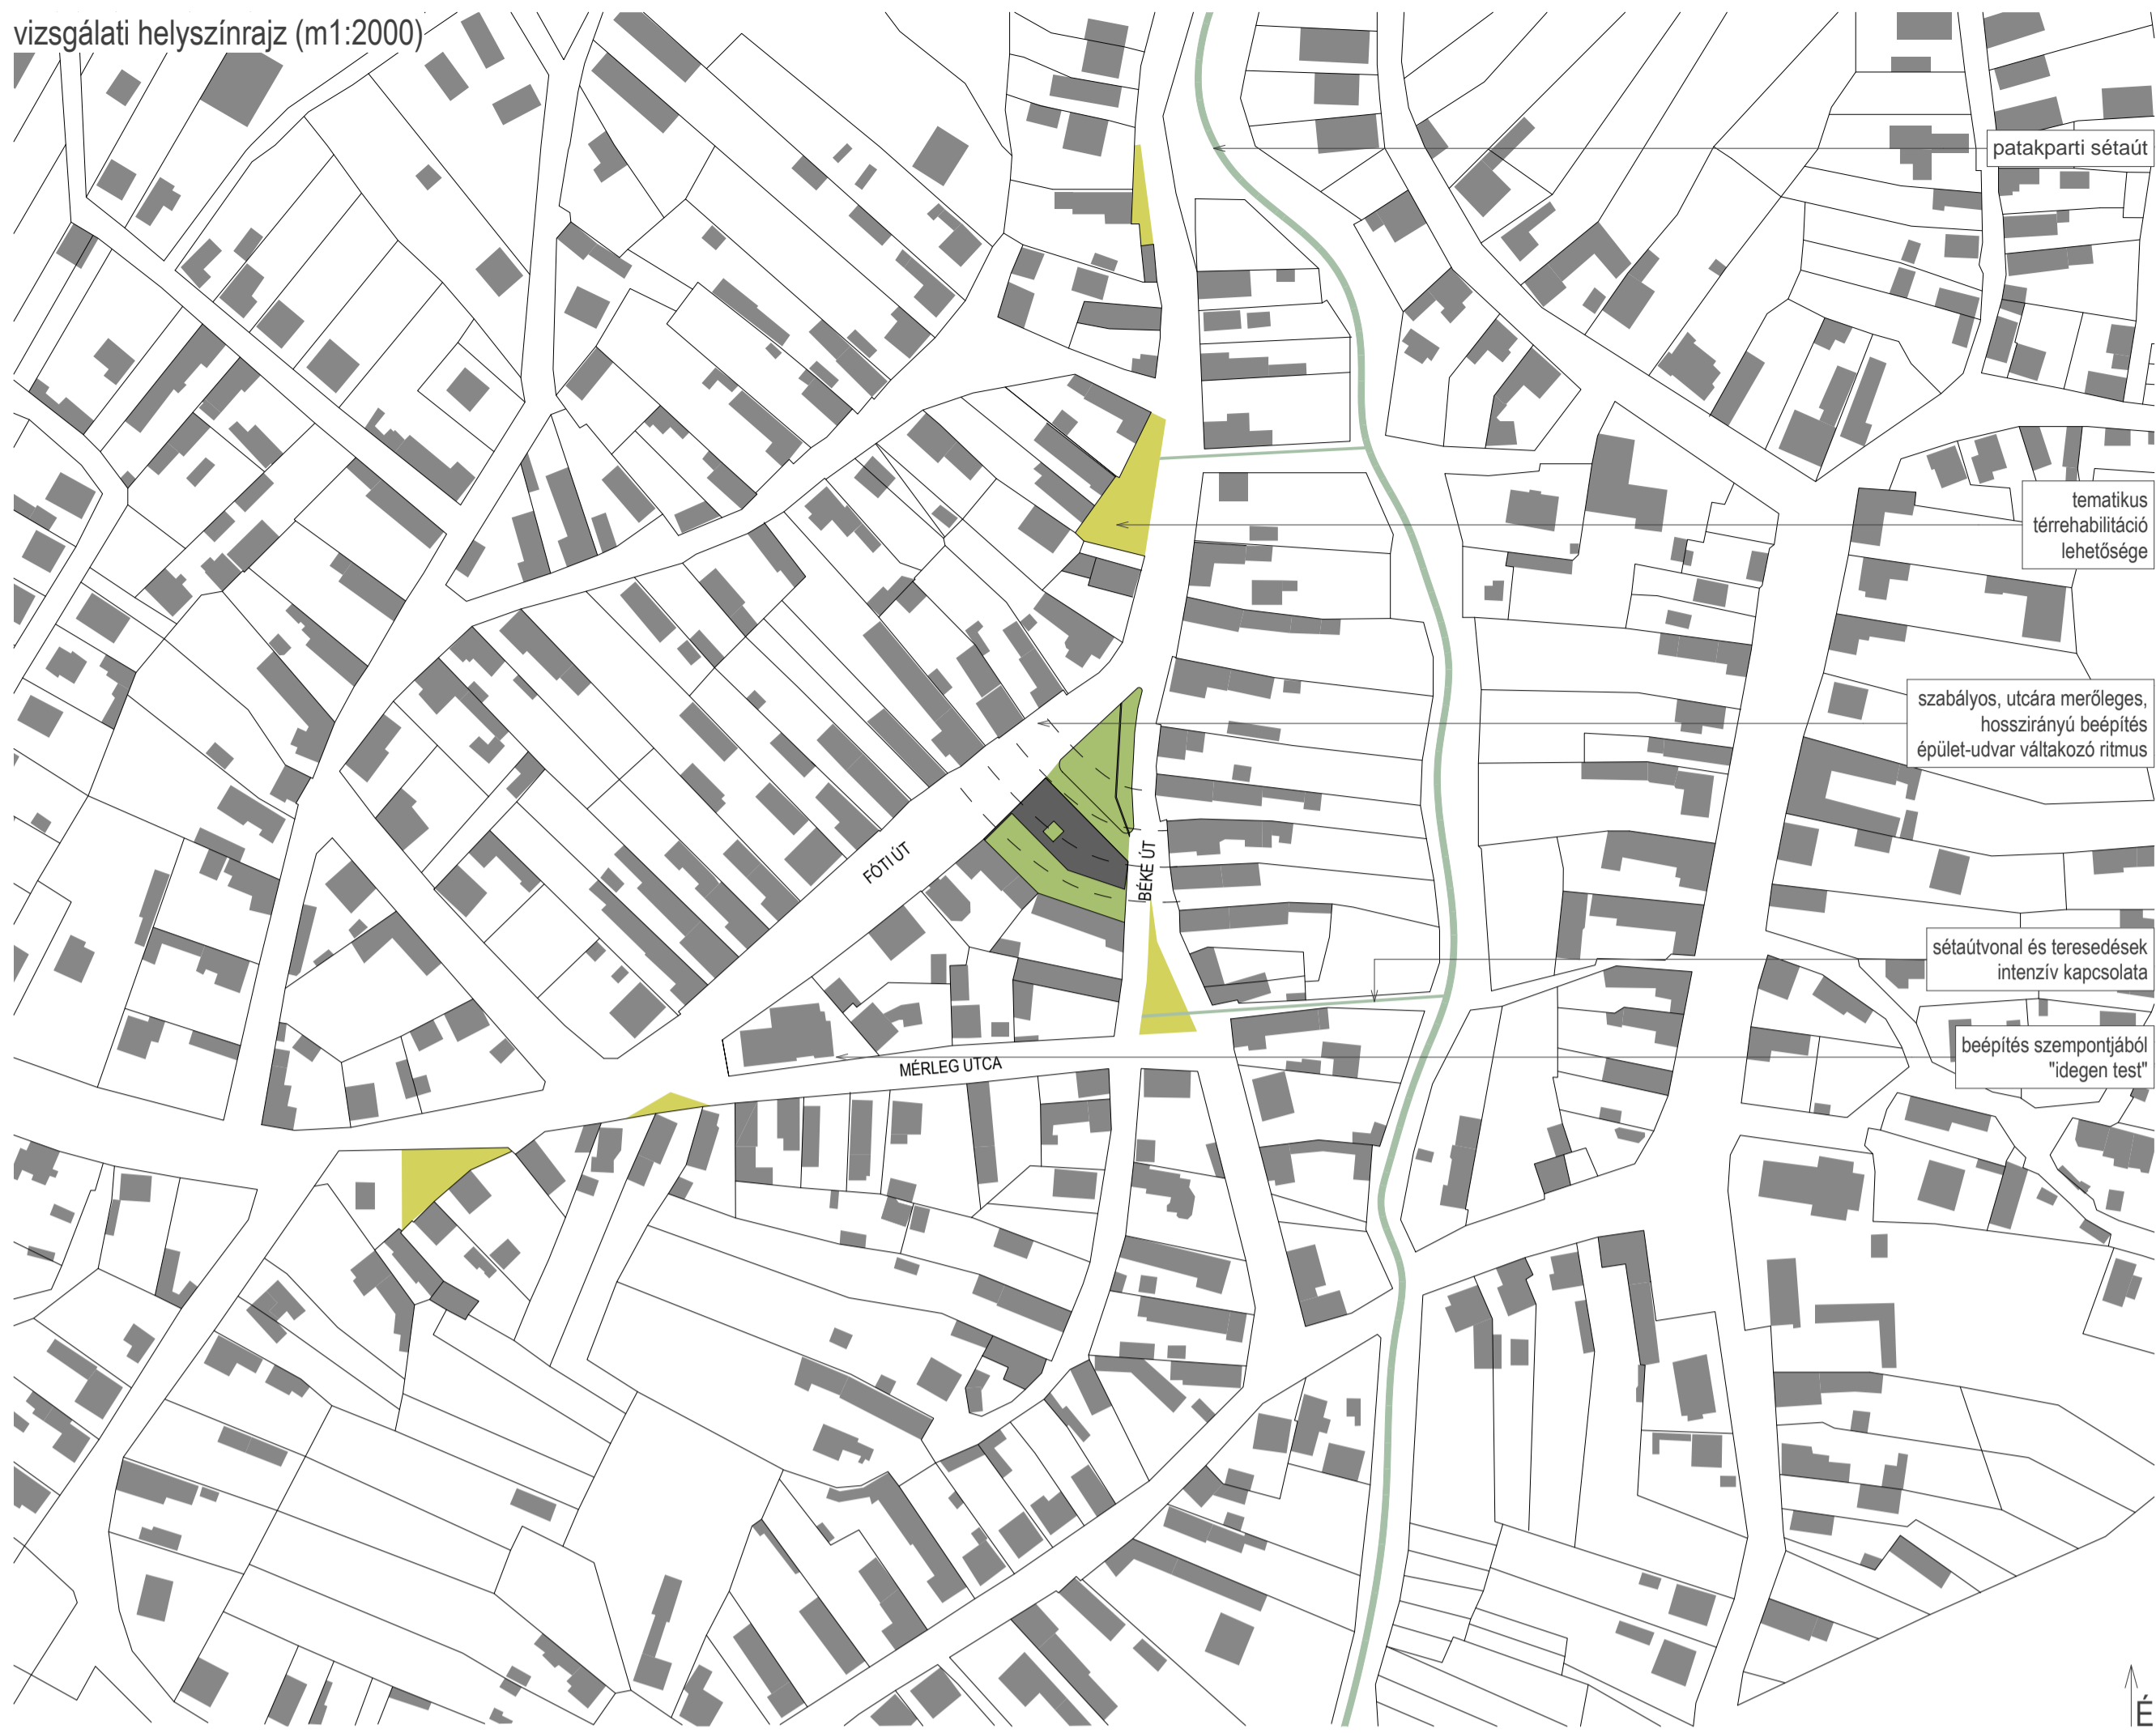 vizsgálati helyszínrajz (m1:2000)
patakparti sétaút
tematikus
térrehabilitáció
lehetősége
szabályos, utcára merőleges,
hosszirányú beépítés
épület-udvar váltakozó ritmus
FÓTI ÚT
BÉKE ÚT
sétaútvonal és teresedések
intenzív kapcsolata
beépítés szempontjából
"idegen test"
MÉRLEG UTCA
É